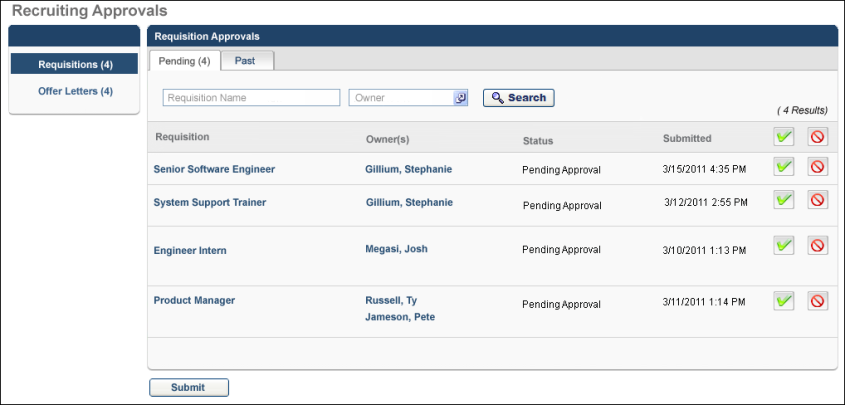 Recruiting Approvals
Requisitions (4)
Offer Letters (4)
Requisition Approvals
Pending (4) Past
Requisition Name Owner Search
( 4 Results)
Requisition Owner(s) Status Submitted
Senior Software Engineer Gillium, Stephanie Pending Approval 3/15/2011 4:35 PM
System Support Trainer Gillium, Stephanie Pending Approval 3/12/2011 2:55 PM
Engineer Intern Megasi, Josh Pending Approval 3/10/2011 1:13 PM
Product Manager Russell, Ty Pending Approval 3/11/2011 1:14 PM
Jameson, Pete
Submit